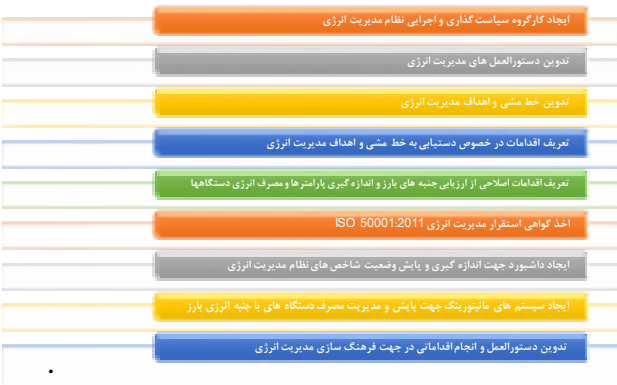 ایجاد کارگروه سیاست گذاری و اجرایی نظام مدیریت انرژی
تدوین دستورالعمل های مدیریت انرژی
تدوین خط مشی و اهداف مدیریت انرژی
تعریف اقدامات در خصوص دستیابی به خط مشی و اهداف مدیریت انرژی
تعریف اقدامات اصلاحی از ارزیابی جنبه های بارز و اندازه گیری پارامترها ومصرف انرژی دستگاهها
اخذ گواهی استقرار مدیریت انرژی ISO 50001:2011
ایجاد داشبورد جهت اندازه گیری و پایش وضعیت شاخص های نظام مدیریت انرژی
ایجاد سیستم های مانیتورینگ جهت پایش و مدیریت مصرف دستگاه های با جنبه انرژی بارز
تدوین دستورالعمل و انجام اقداماتی در جهت فرهنگ سازی مدیریت انرژی
.